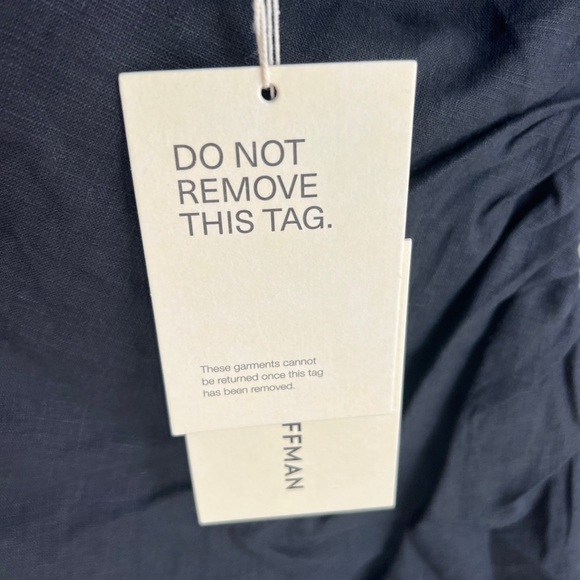 DO NOT
REMOVE
THIS TAG.
These garments cannot
be returned once this tag
has been removed.
FFMAN